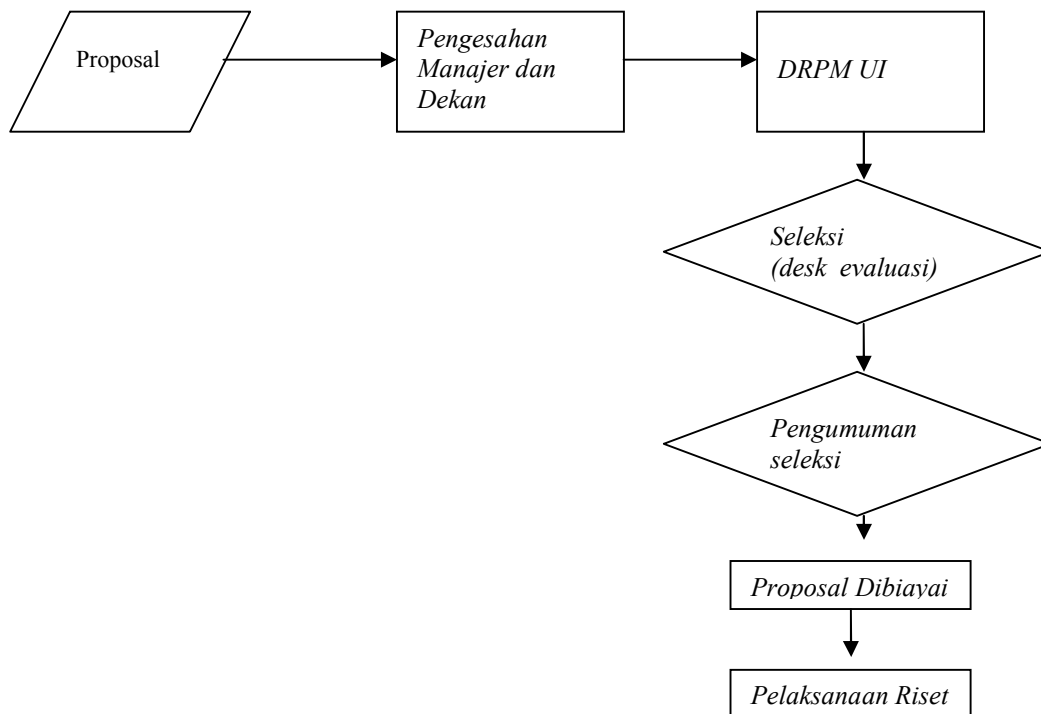 Proposal
Pengesahan
Manajer dan
Dekan
DRPM UI
Seleksi
(desk evaluasi)
Pengumuman
seleksi
Proposal Dibiayai
Pelaksanaan Riset